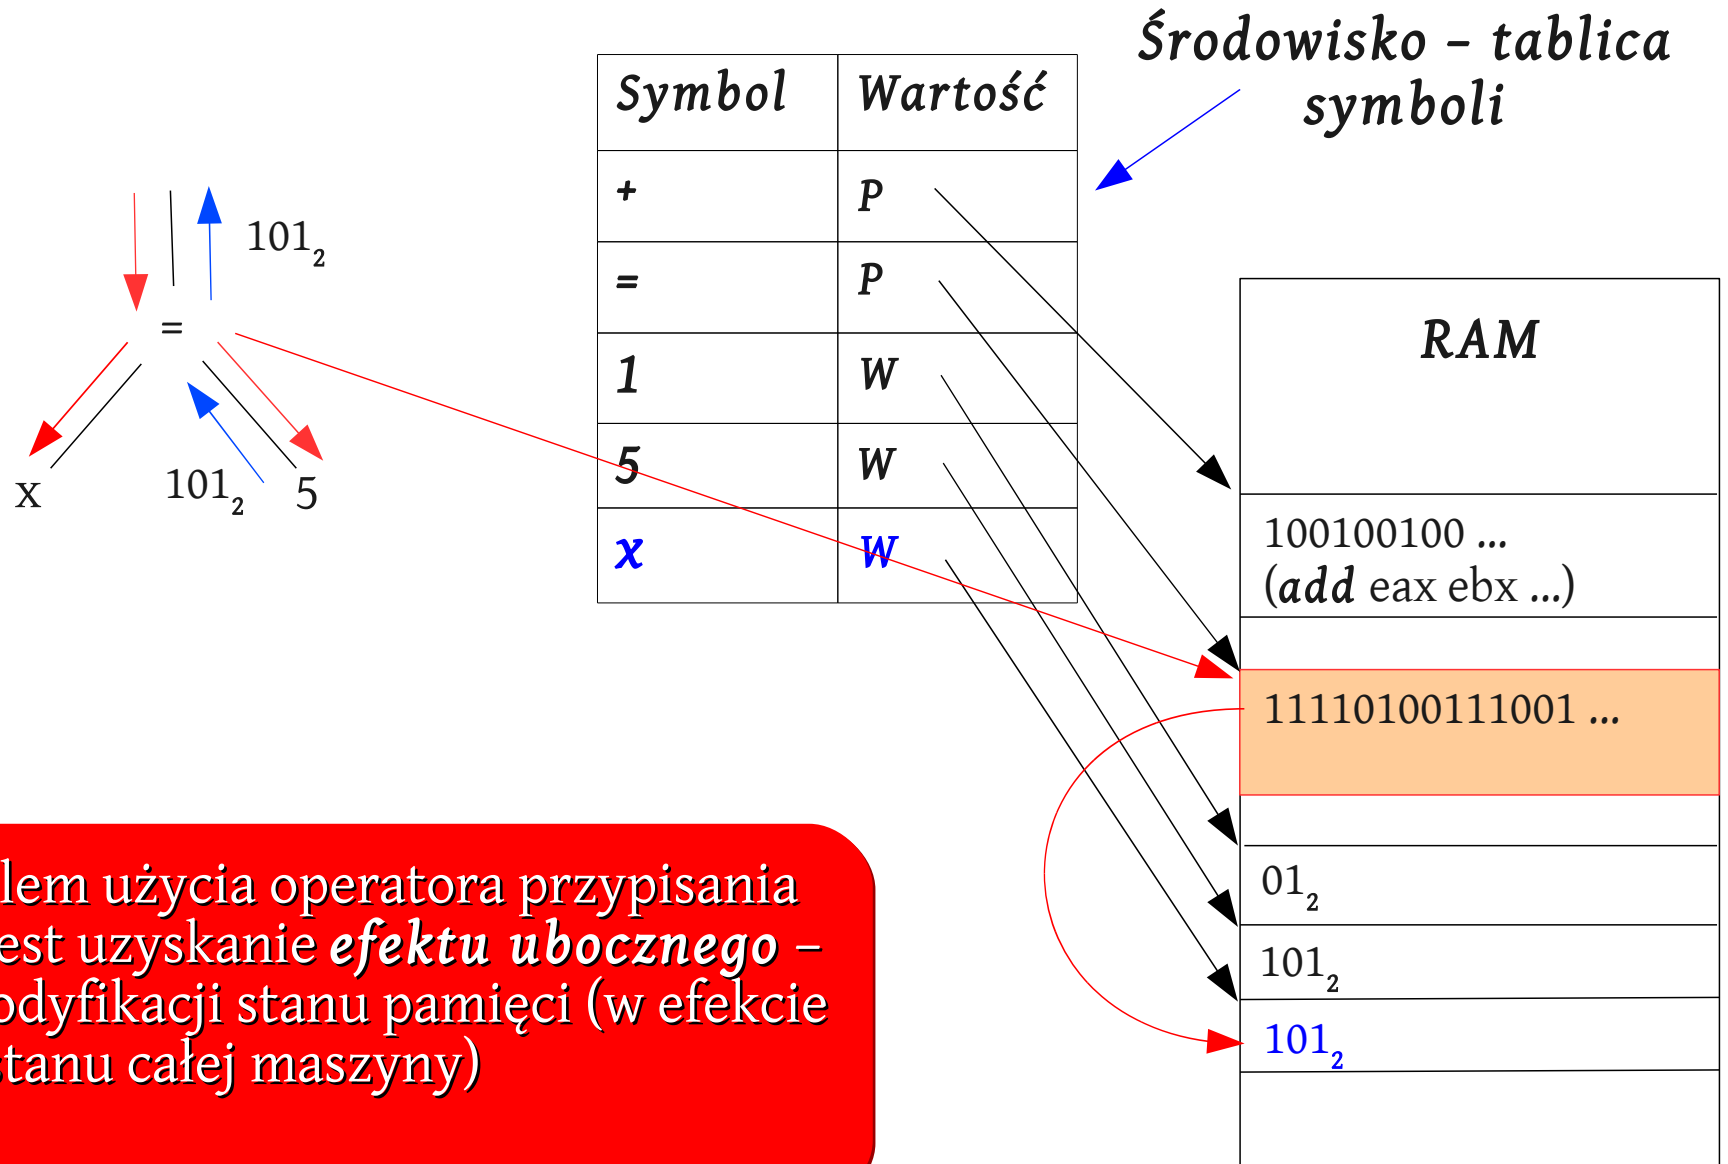 Środowisko – tablica
symboli
Symbol Wartość
+ P
= P
1 W
5 W
x W
101₂
=
x 101₂ 5
RAM
100100100 ...
(add eax ebx ...)
11110100111001 ...
01₂
101₂
101₂
lem użycia operatora przypisania
est uzyskanie efektu ubocznego –
odyfikacji stanu pamięci (w efekcie
stanu całej maszyny)